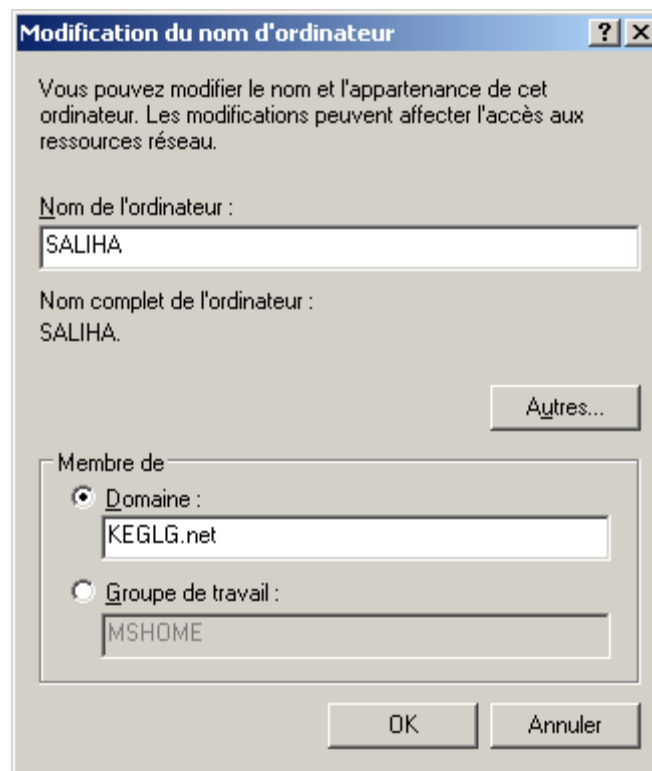 Modification du nom d'ordinateur
Vous pouvez modifier le nom et l'appartenance de cet
ordinateur. Les modifications peuvent affecter l'accès aux
ressources réseau.
Nom de l'ordinateur :
SALIHA
Nom complet de l'ordinateur :
SALIHA.
Autres...
Membre de
Domaine :
KEGLG.net
Groupe de travail :
MSHOME
OK Annuler